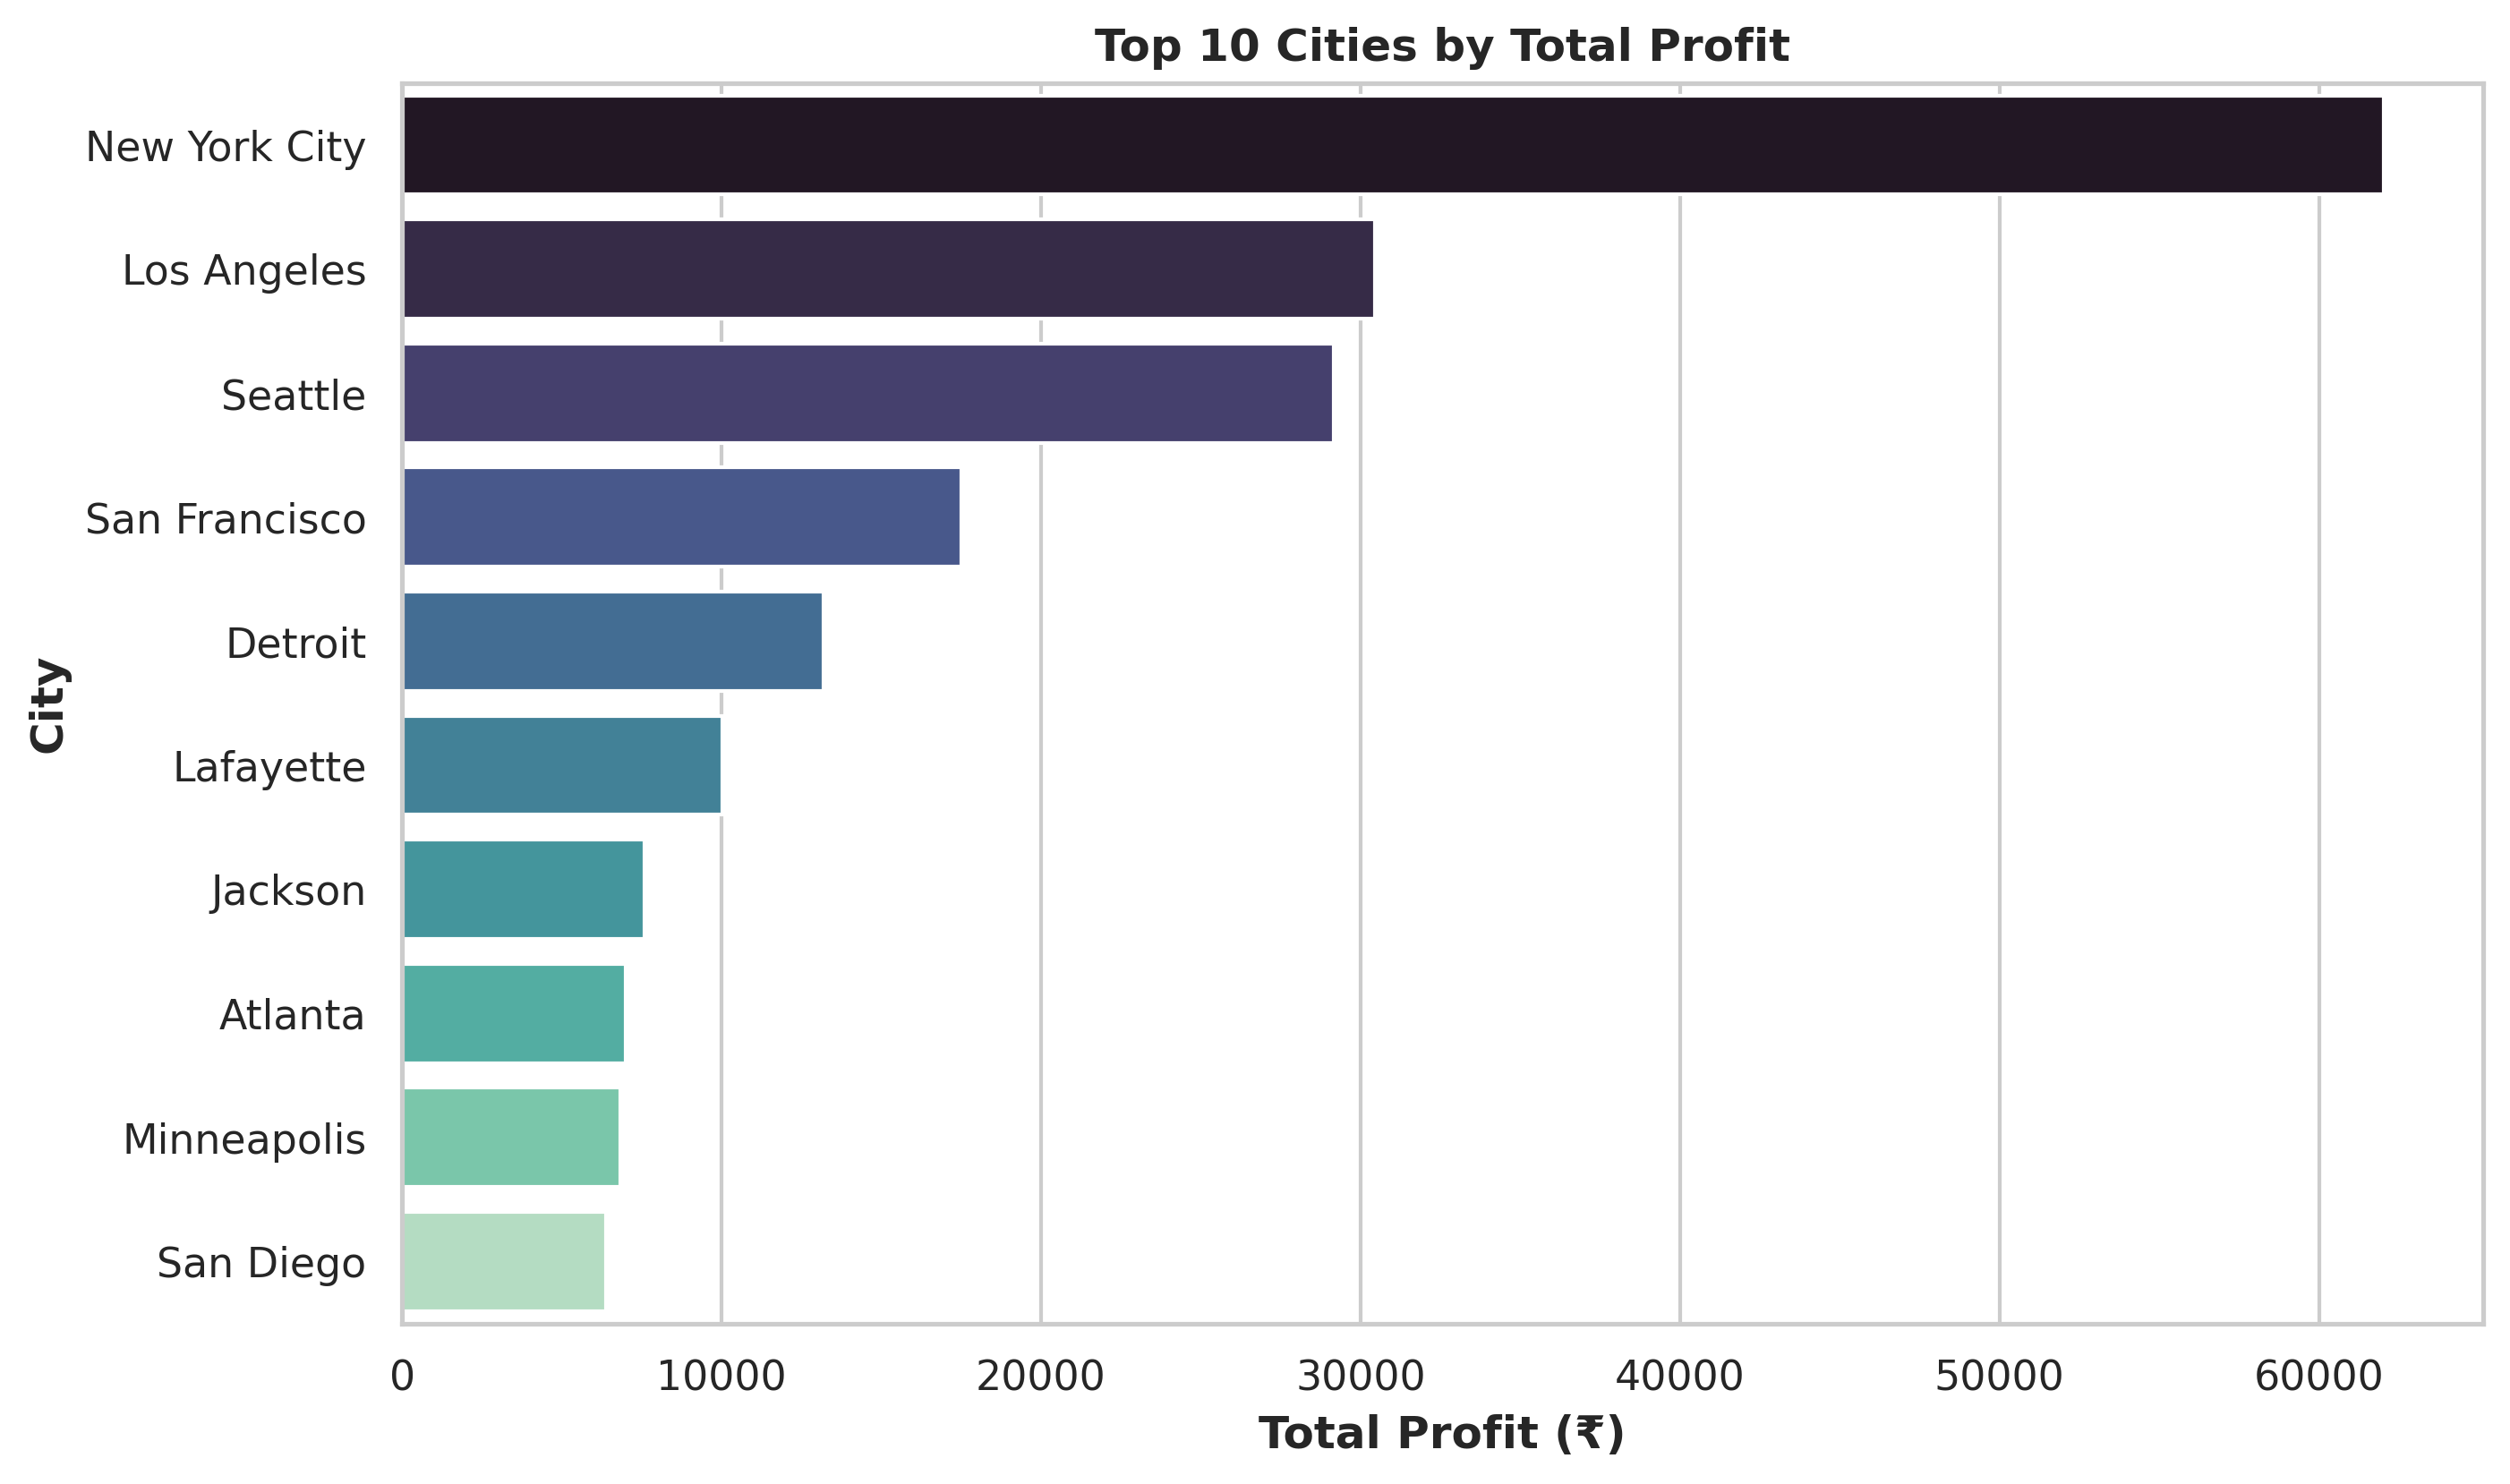 Top 10 Cities by Total Profit
New York City
Los Angeles
Seattle
San Francisco
Detroit
Lafayette
Jackson
Atlanta
Minneapolis
San Diego
City
0 10000 20000 30000 40000 50000 60000
Total Profit (₹)